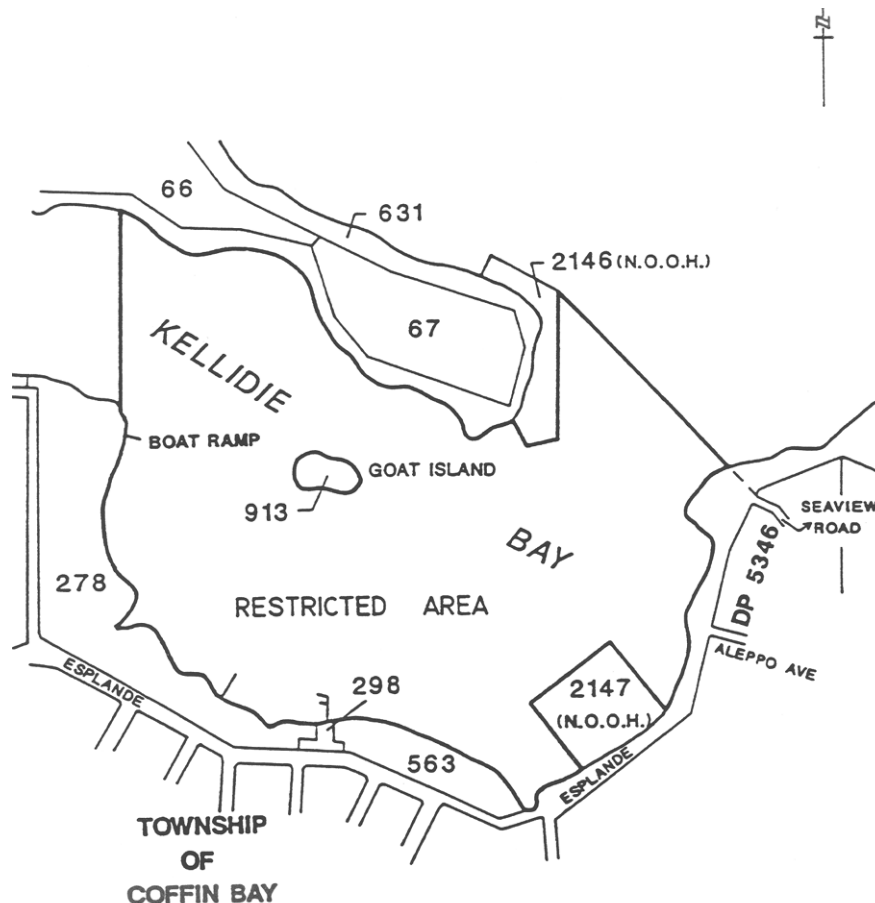 N
66
631
2146 (N.O.O.H.)
67
KELLIDIE
BOAT RAMP
GOAT ISLAND
913
SEAVIEW
ROAD
BAY
DP 5346
278
RESTRICTED AREA
ALEPPO AVE
ESPLANDE
298
2147
(N.O.O.H.)
563
ESPLANDE
TOWNSHIP
OF
COFFIN BAY